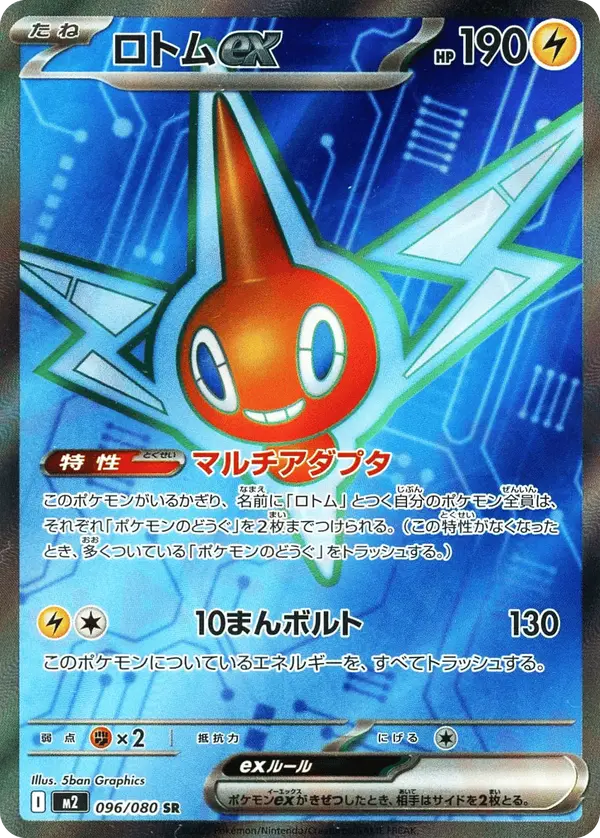 たね ロトムex HP190
特性 とくせい マルチアダプタ
このポケモンがいるかぎり、名前に「ロトム」とつく自分のポケモン全員は、
それぞれ「ポケモンのどうぐ」を2枚までつけられる。（この特性がなくなった
とき、多くついている「ポケモンのどうぐ」をトラッシュする。）
10まんボルト 130
このポケモンについているエネルギーを、すべてトラッシュする。
弱点 ×2 抵抗力 にげる
exルール
ポケモンexがきぜつしたとき、相手はサイドを2枚とる。
Illus. 5ban Graphics
I M2 096/080 SR